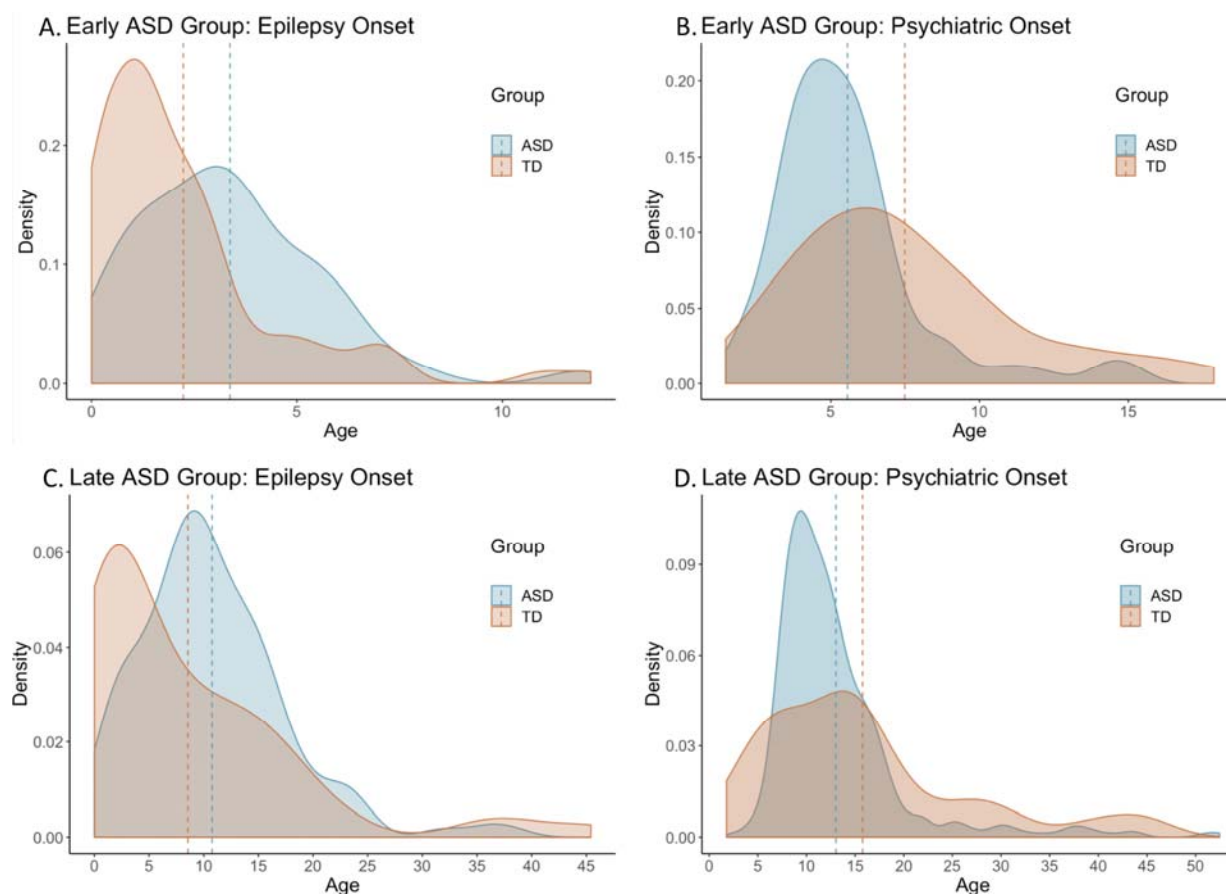 A. Early ASD Group: Epilepsy Onset
Group
ASD
TD
Density
0.2
0.1
0.0
0
5
10
Age
B. Early ASD Group: Psychiatric Onset
Group
ASD
TD
Density
0.20
0.15
0.10
0.05
0.00
5
10
15
Age
C. Late ASD Group: Epilepsy Onset
Group
ASD
TD
Density
0.06
0.04
0.02
0.00
0
5
10
15
20
25
30
35
40
45
Age
D. Late ASD Group: Psychiatric Onset
Group
ASD
TD
Density
0.09
0.06
0.03
0.00
0
5
10
15
20
25
30
35
40
45
50
Age